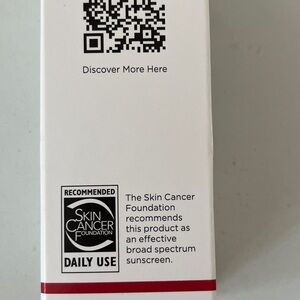 Discover More Here
RECOMMENDED
SKIN
CANCER
FOUNDATION
DAILY USE
The Skin Cancer
Foundation
recommends
this product as
an effective
broad spectrum
sunscreen.